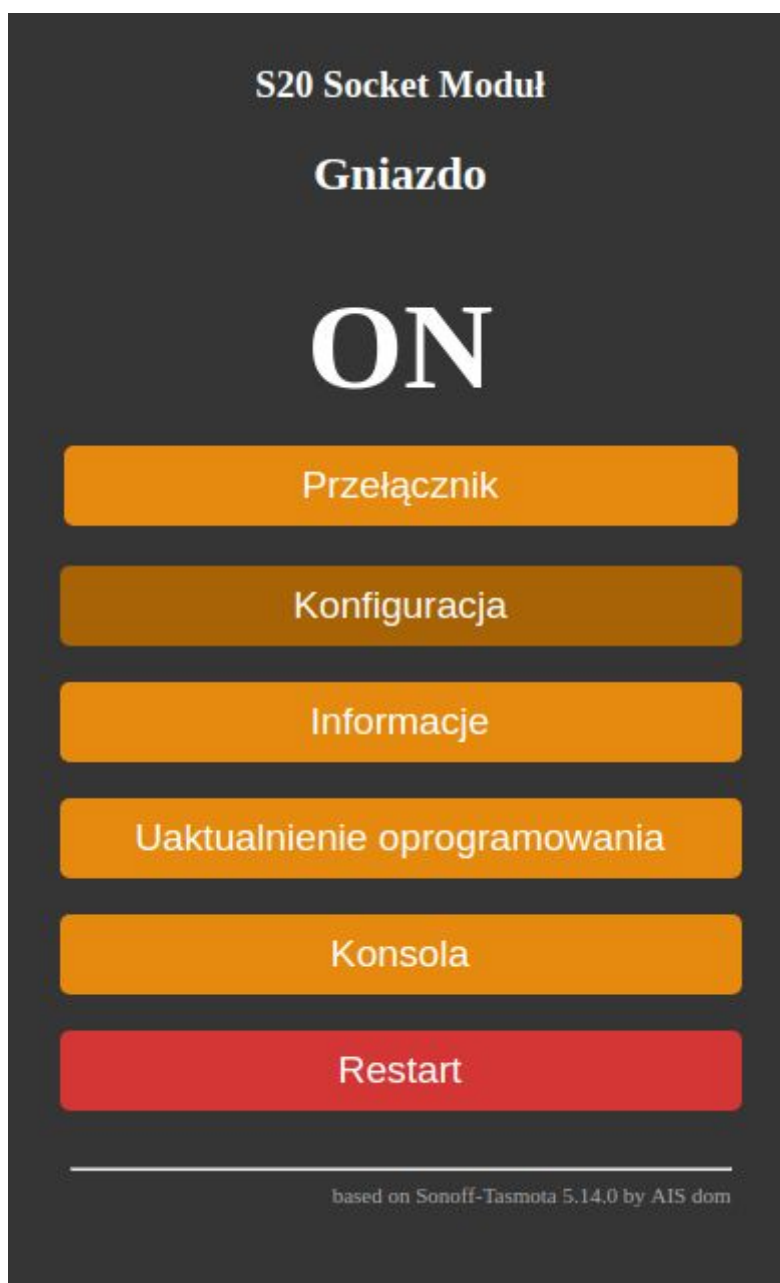 S20 Socket Moduł
Gniazdo
ON
Przełącznik
Konfiguracja
Informacje
Uaktualnienie oprogramowania
Konsola
Restart
based on Sonoff-Tasmota 5.14.0 by AIS dom